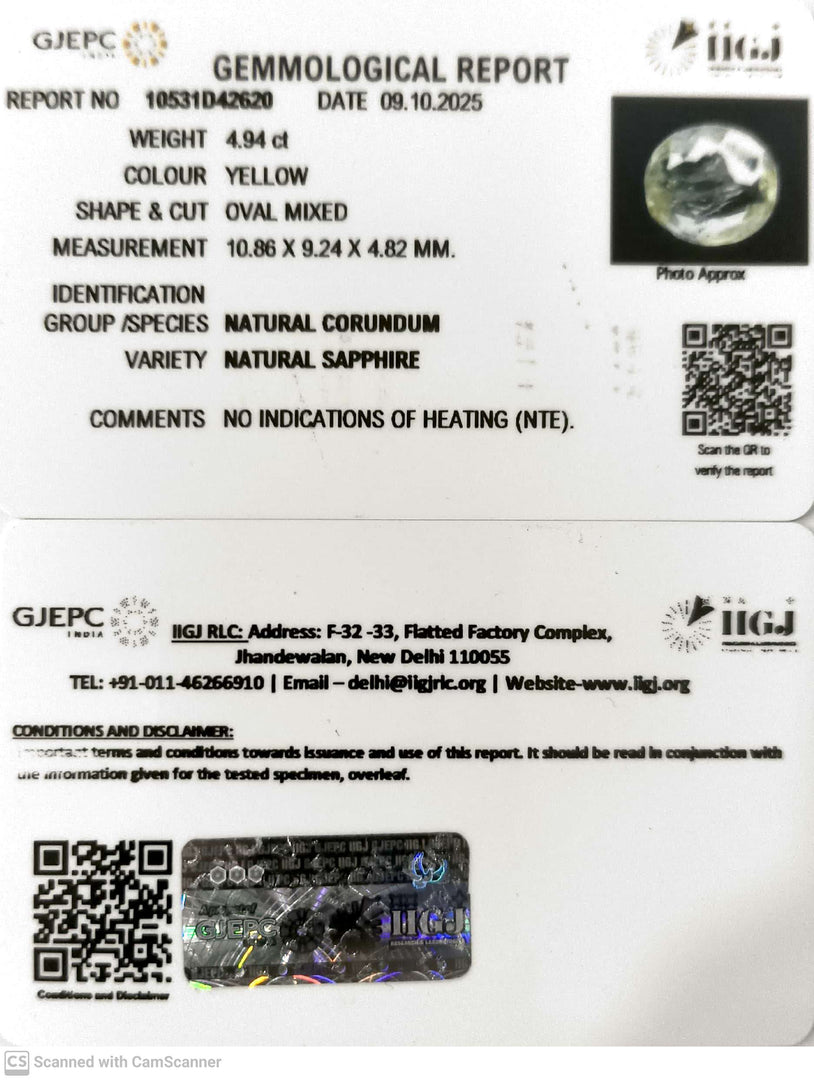 GJEPC
INDIA
IIGJ
GEMMOLOGICAL REPORT
REPORT NO 10531D42620 DATE 09.10.2025
WEIGHT 4.94 ct
COLOUR YELLOW
SHAPE & CUT OVAL MIXED
MEASUREMENT 10.86 X 9.24 X 4.82 MM.
Photo Approx
IDENTIFICATION
GROUP /SPECIES NATURAL CORUNDUM
VARIETY NATURAL SAPPHIRE
COMMENTS NO INDICATIONS OF HEATING (NTE).
Scan the QR to
verify the report
GJEPC
INDIA
IIGJ
IIGJ RLC: Address: F-32 -33, Flatted Factory Complex,
Jhandewalan, New Delhi 110055
TEL: +91-011-46266910 | Email – delhi@iigjrlc.org | Website-www.iigj.org
CONDITIONS AND DISCLAIMER:
Important terms and conditions towards issuance and use of this report. It should be read in conjunction with
the information given for the tested specimen, overleaf.
GJEPC
IIGJ
Conditions and Disclaimer
CS Scanned with CamScanner